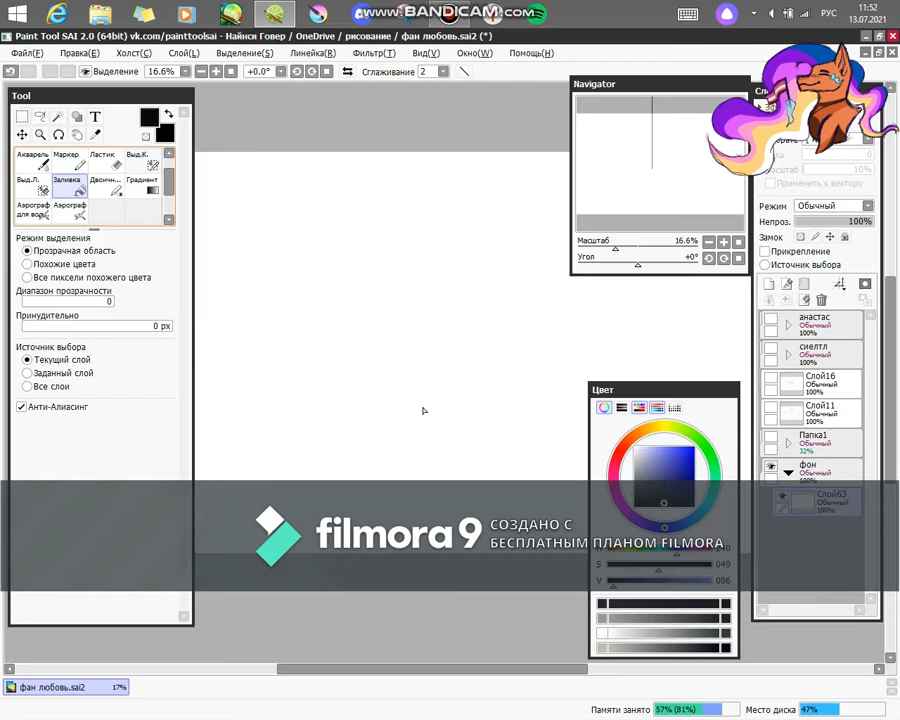 www.BANDICAM.com
РУС
11:52
13.07.2021
Paint Tool SAI 2.0 (64bit) vk.com/painttoolsai - Найнси Говер / OneDrive / рисование / фан любовь.sai2 (*)
Файл(F) Правка(E) Холст(C) Слой(L) Выделение(S) Линейка(R) Фильтр(T) Вид(V) Окно(W) Помощь(H)
Выделение 16.6% +0.0° Сглаживание 2
Tool
T
Акварель Маркер Ластик Выд.К.
Выд.Л. Заливка Двоичн... Градиент
Аэрограф для во Аэрограф
Режим выделения
Прозрачная область
Похожие цвета
Все пиксели похожего цвета
Диапазон прозрачности
0
Принудительно
0 px
Источник выбора
Текущий слой
Заданный слой
Все слои
Анти-Алиасинг
Navigator
Масштаб 16.6%
Угол +0°
Цвет
S 049
V 006
0
10%
Применить к вектору
Режим Обычный
Непроз. 100%
Замок
Прикрепление
Источник выбора
анастас
Обычный
100%
сиелтл
Обычный
100%
Слой16
Обычный
100%
Слой11
Обычный
100%
Папка1
Обычный
32%
фон
Обычный
100%
Слой63
Обычный
100%
filmora9
СОЗДАНО С
БЕСПЛАТНЫМ ПЛАНОМ FILMORA
фан любовь.sai2 17%
Памяти занято 57% (81%) Место диска 47%